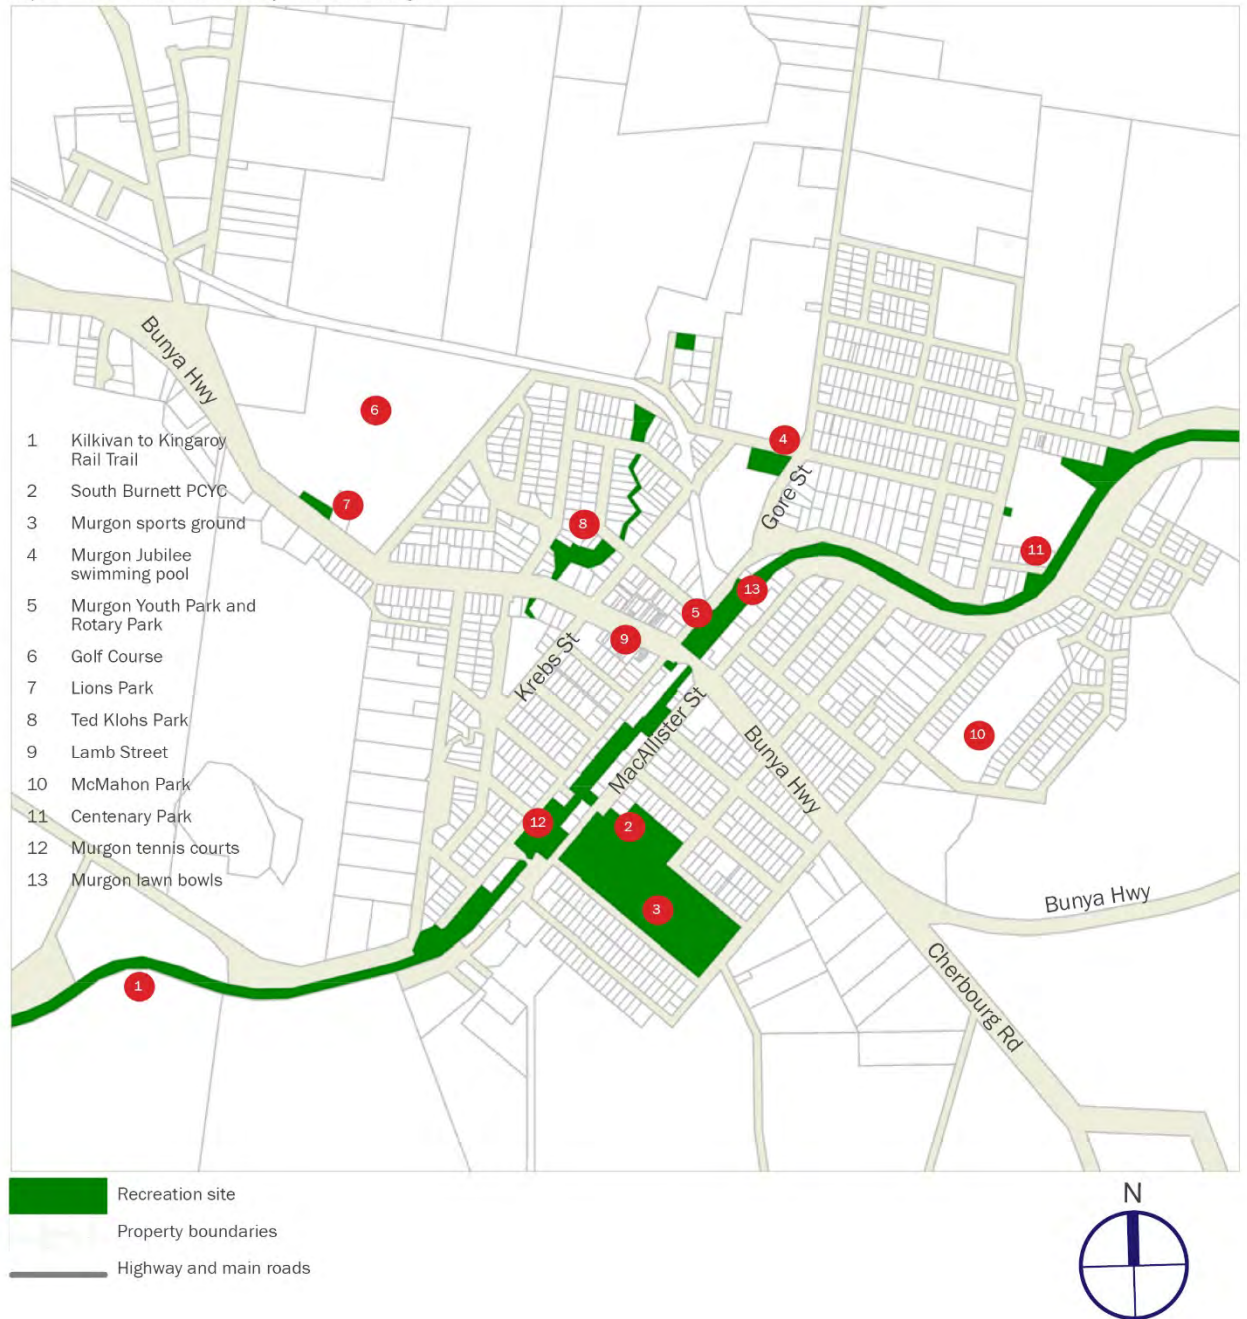 Bunya Hwy
6
1 Kilkivan to Kingaroy
Rail Trail
2 South Burnett PCYC
3 Murgon sports ground
4 Murgon Jubilee
swimming pool
5 Murgon Youth Park and
Rotary Park
6 Golf Course
7 Lions Park
8 Ted Klohs Park
9 Lamb Street
10 McMahon Park
11 Centenary Park
12 Murgon tennis courts
13 Murgon lawn bowls
4
Gore St
7
8
11
13
5
9
Krebs St
MacAllister St
10
Bunya Hwy
12
2
3
Bunya Hwy
Cherbourg Rd
1
Recreation site
Property boundaries
Highway and main roads
N